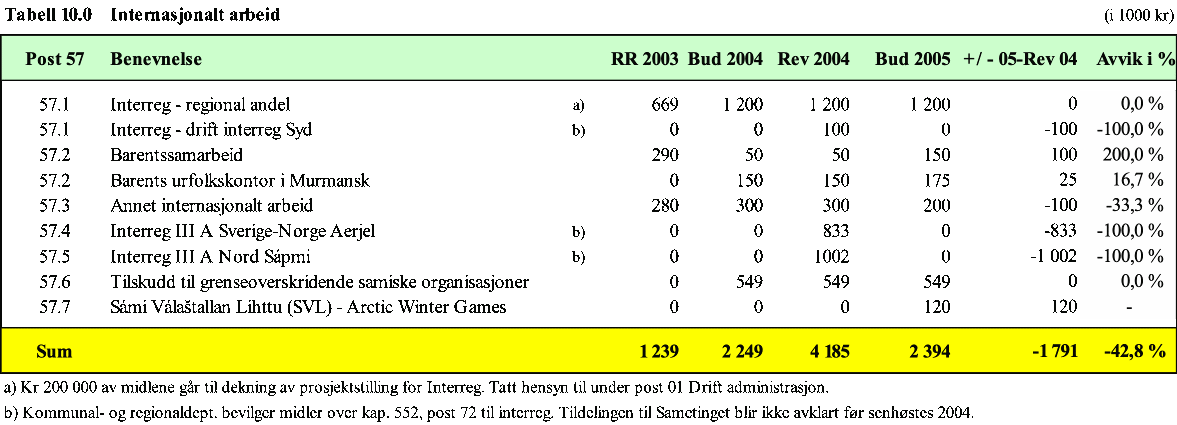 Tabell 10.0 Internasjonalt arbeid (i 1000 kr)
Post 57 Benevnelse RR 2003 Bud 2004 Rev 2004 Bud 2005 +/ - 05-Rev 04 Avvik i %
57.1 Interreg - regional andel a) 669 1 200 1 200 1 200 0 0,0 %
57.1 Interreg - drift interreg Syd b) 0 0 100 0 -100 -100,0 %
57.2 Barentssamarbeid 290 50 50 150 100 200,0 %
57.2 Barents urfolkskontor i Murmansk 0 150 150 175 25 16,7 %
57.3 Annet internasjonalt arbeid 280 300 300 200 -100 -33,3 %
57.4 Interreg III A Sverige-Norge Aerjel b) 0 0 833 0 -833 -100,0 %
57.5 Interreg III A Nord Sápmi b) 0 0 1002 0 -1 002 -100,0 %
57.6 Tilskudd til grenseoverskridende samiske organisasjoner 0 549 549 549 0 0,0 %
57.7 Sámi Válaštallan Lihttu (SVL) - Arctic Winter Games 0 0 0 120 120 -
Sum 1 239 2 249 4 185 2 394 -1 791 -42,8 %
a) Kr 200 000 av midlene går til dekning av prosjektstilling for Interreg. Tatt hensyn til under post 01 Drift administrasjon.
b) Kommunal- og regionaldept. bevilger midler over kap. 552, post 72 til interreg. Tildelingen til Sametinget blir ikke avklart før senhøstes 2004.